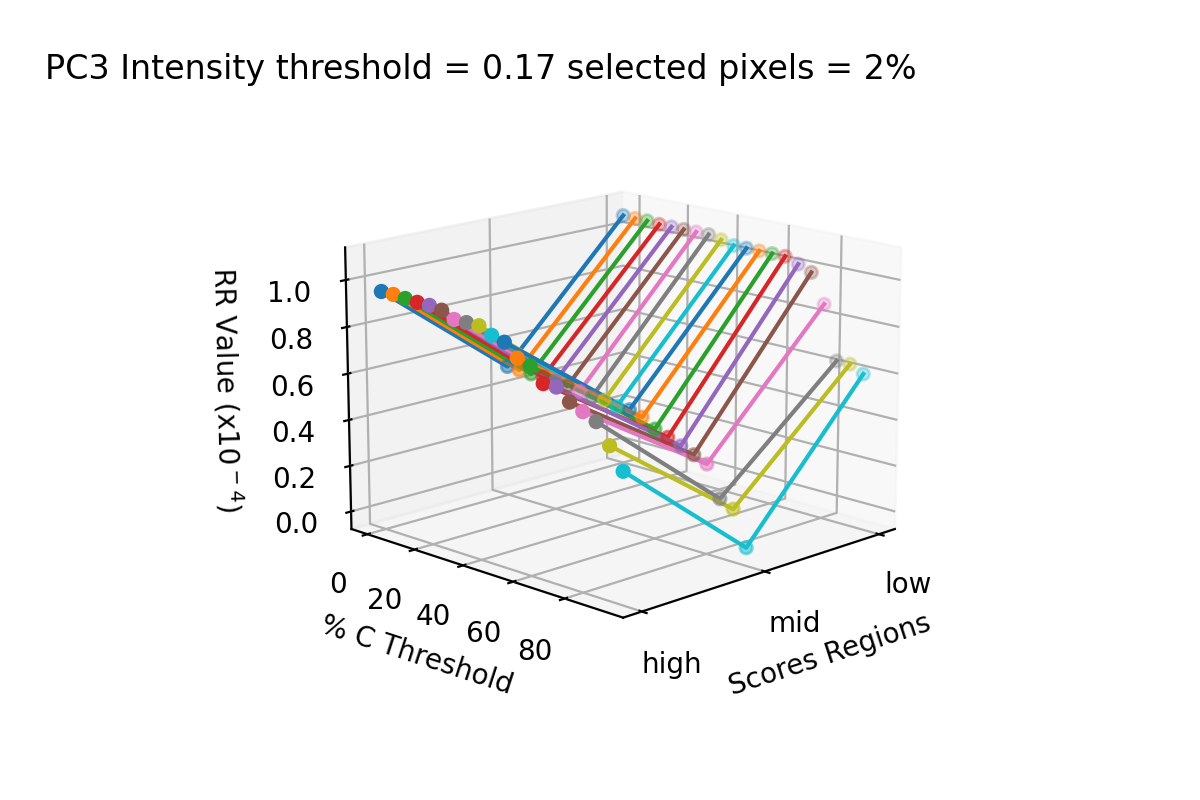 PC3 Intensity threshold = 0.17 selected pixels = 2%
RR Value (x10⁻⁴)
1.0
0.8
0.6
0.4
0.2
0.0
0
20
40
60
80
% C Threshold
high
mid
low
Scores Regions